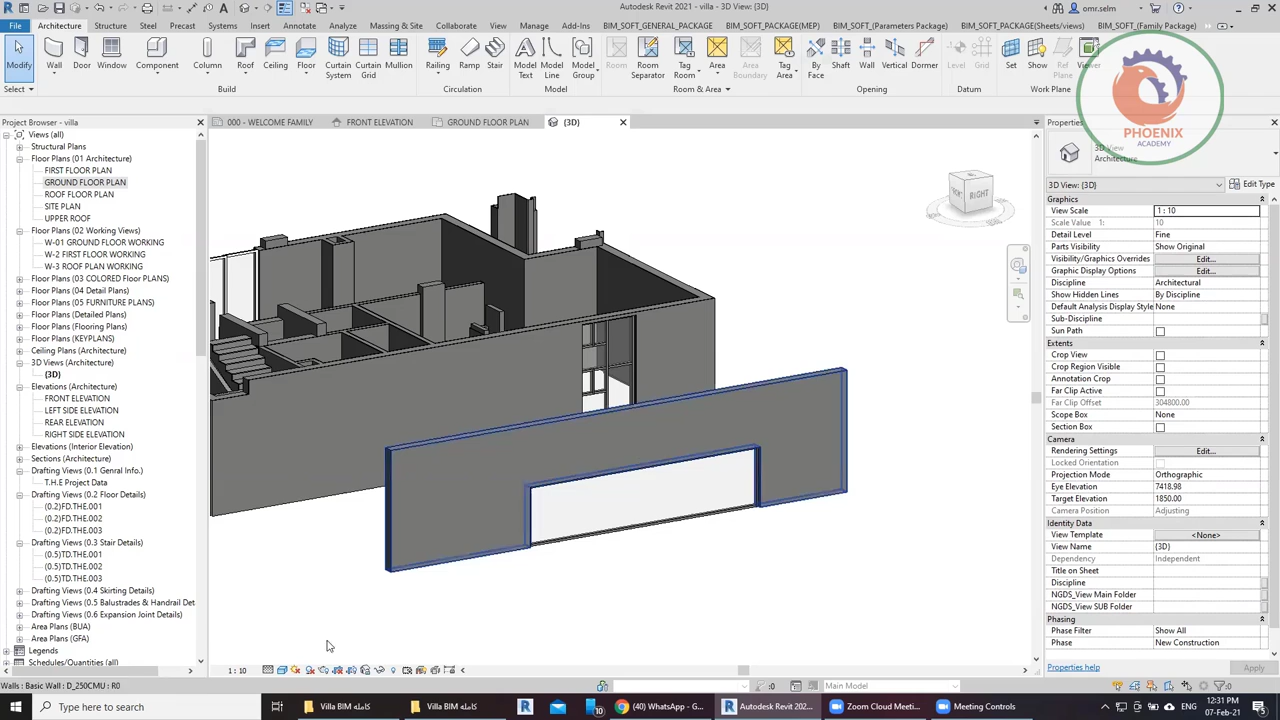 Autodesk Revit 2021 - villa - 3D View: {3D}
omr.selm
File Architecture Structure Steel Precast Systems Insert Annotate Analyze Massing & Site Collaborate View Manage Add-Ins BIM_SOFT_GENERAL_PACKAGE BIM_SOFT_PACKAGE(MEP) BIM_SOFT_(Parameters Package) BIM_SOFT_PACKAGE(Sheets/views) BIM_SOFT_(Family Package)
Modify Wall Door Window Component Column Roof Ceiling Floor Curtain System Curtain Grid Mullion Railing Ramp Stair Model Text Model Line Model Group Room Room Separator Tag Room Area Area Boundary Tag Area By Face Shaft Wall Vertical Dormer Level Grid Set Show Ref Plane Viewer
Select Build Circulation Model Room & Area Opening Datum Work Plane
PHOENIX
ACADEMY
Project Browser - villa
000 - WELCOME FAMILY FRONT ELEVATION GROUND FLOOR PLAN {3D}
Properties
Views (all)
Structural Plans
Floor Plans (01 Architecture)
FIRST FLOOR PLAN
GROUND FLOOR PLAN
ROOF FLOOR PLAN
SITE PLAN
UPPER ROOF
Floor Plans (02 Working Views)
W-01 GROUND FLOOR WORKING
W-2 FIRST FLOOR WORKING
W-3 ROOF PLAN WORKING
Floor Plans (03 COLORED Floor PLANS)
Floor Plans (04 Detail Plans)
Floor Plans (05 FURNITURE PLANS)
Floor Plans (Detailed Plans)
Floor Plans (Flooring Plans)
Floor Plans (KEYPLANS)
Ceiling Plans (Architecture)
3D Views (Architecture)
{3D}
Elevations (Architecture)
FRONT ELEVATION
LEFT SIDE ELEVATION
REAR ELEVATION
RIGHT SIDE ELEVATION
Elevations (Interior Elevation)
Sections (Architecture)
Drafting Views (0.1 Genral Info.)
T.H.E Project Data
Drafting Views (0.2 Floor Details)
(0.2)FD.THE.001
(0.2)FD.THE.002
(0.2)FD.THE.003
Drafting Views (0.3 Stair Details)
(0.5)TD.THE.001
(0.5)TD.THE.002
(0.5)TD.THE.003
Drafting Views (0.4 Skirting Details)
Drafting Views (0.5 Balustrades & Handrail Det
Drafting Views (0.6 Expansion Joint Details)
Area Plans (BUA)
Area Plans (GFA)
Legends
Schedules/Quantities (all)
FRONT RIGHT
3D View
Architecture
3D View: {3D} Edit Type
Graphics
View Scale 1 : 10
Scale Value 1: 10
Detail Level Fine
Parts Visibility Show Original
Visibility/Graphics Overrides Edit...
Graphic Display Options Edit...
Discipline Architectural
Show Hidden Lines By Discipline
Default Analysis Display Style None
Sub-Discipline
Sun Path
Extents
Crop View
Crop Region Visible
Annotation Crop
Far Clip Active
Far Clip Offset 304800.00
Scope Box None
Section Box
Camera
Rendering Settings Edit...
Locked Orientation
Projection Mode Orthographic
Eye Elevation 7418.98
Target Elevation 1850.00
Camera Position Adjusting
Identity Data
View Template <None>
View Name {3D}
Dependency Independent
Title on Sheet
Discipline
NGDS_View Main Folder
NGDS_View SUB Folder
Phasing
Phase Filter Show All
Phase New Construction
Properties help Apply
1 : 10
Walls : Basic Wall : D_250CMU : R0
:0 Main Model :0
Type here to search
Villa BIM كامله
Villa BIM كامله
(40) WhatsApp - G...
Autodesk Revit 202...
Zoom Cloud Meeti...
Meeting Controls
ENG
12:31 PM
07-Feb-21